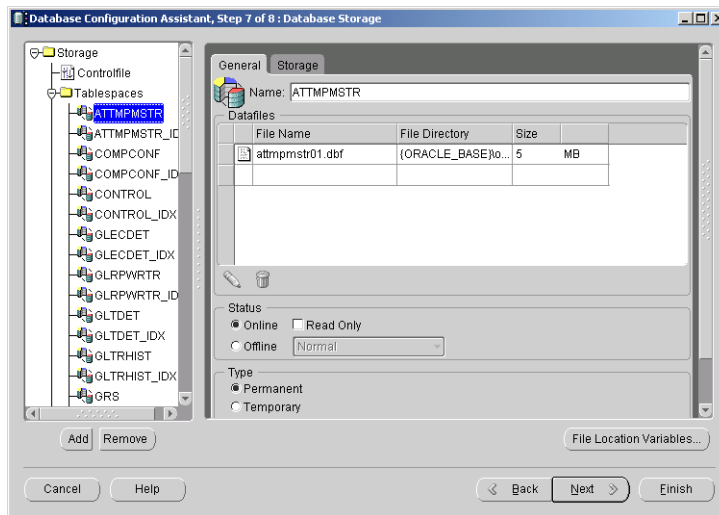 Database Configuration Assistant, Step 7 of 8 : Database Storage
Storage
Controlfile
Tablespaces
ATTMPMSTR
ATTMPMSTR_ID
COMPCONF
COMPCONF_ID
CONTROL
CONTROL_IDX
GLECDET
GLECDET_IDX
GLRPWRTR
GLRPWRTR_ID
GLTDET
GLTDET_IDX
GLTRHIST
GLTRHIST_IDX
GRS
Add Remove
General Storage
Name: ATTMPMSTR
Datafiles
File Name File Directory Size
attmpmstr01.dbf {ORACLE_BASE}\o... 5 MB
Status
Online Read Only
Offline Normal
Type
Permanent
Temporary
File Location Variables...
Cancel Help Back Next Finish